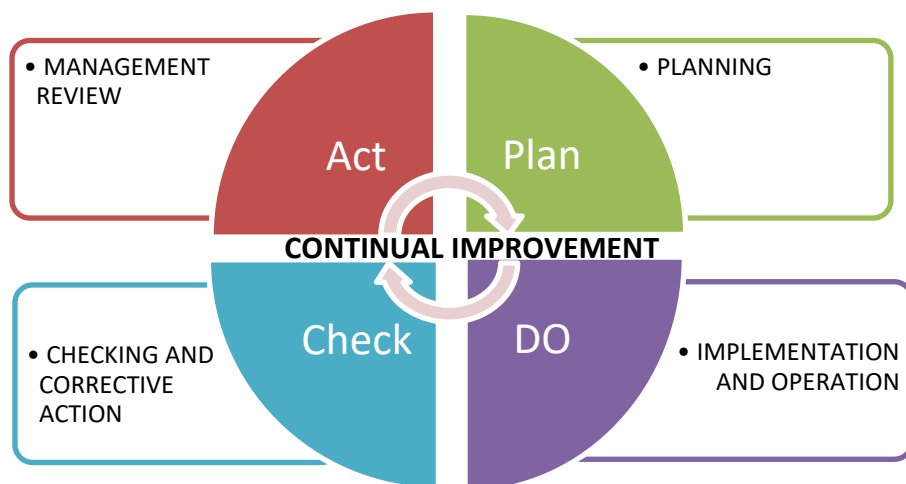 • MANAGEMENT
REVIEW
• PLANNING
Act
Plan
CONTINUAL IMPROVEMENT
Check
DO
• CHECKING AND
CORRECTIVE
ACTION
• IMPLEMENTATION
AND OPERATION